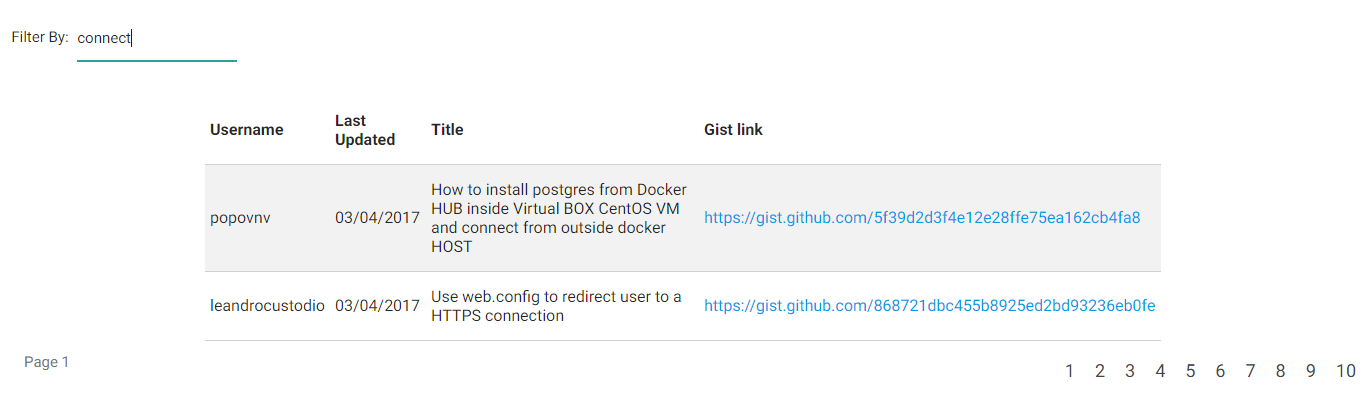 Filter By: connect
Username Last Updated Title Gist link
popovnv 03/04/2017 How to install postgres from Docker
HUB inside Virtual BOX CentOS VM
and connect from outside docker
HOST https://gist.github.com/5f39d2d3f4e12e28ffe75ea162cb4fa8
leandrocustodio 03/04/2017 Use web.config to redirect user to a
HTTPS connection https://gist.github.com/868721dbc455b8925ed2bd93236eb0fe
Page 1
1 2 3 4 5 6 7 8 9 10